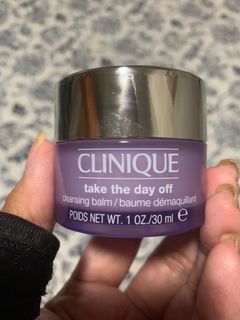 CLINIQUE
take the day off
cleansing balm/baume démaquillant
POIDS NET WT. 1 OZ./30 ml ℮